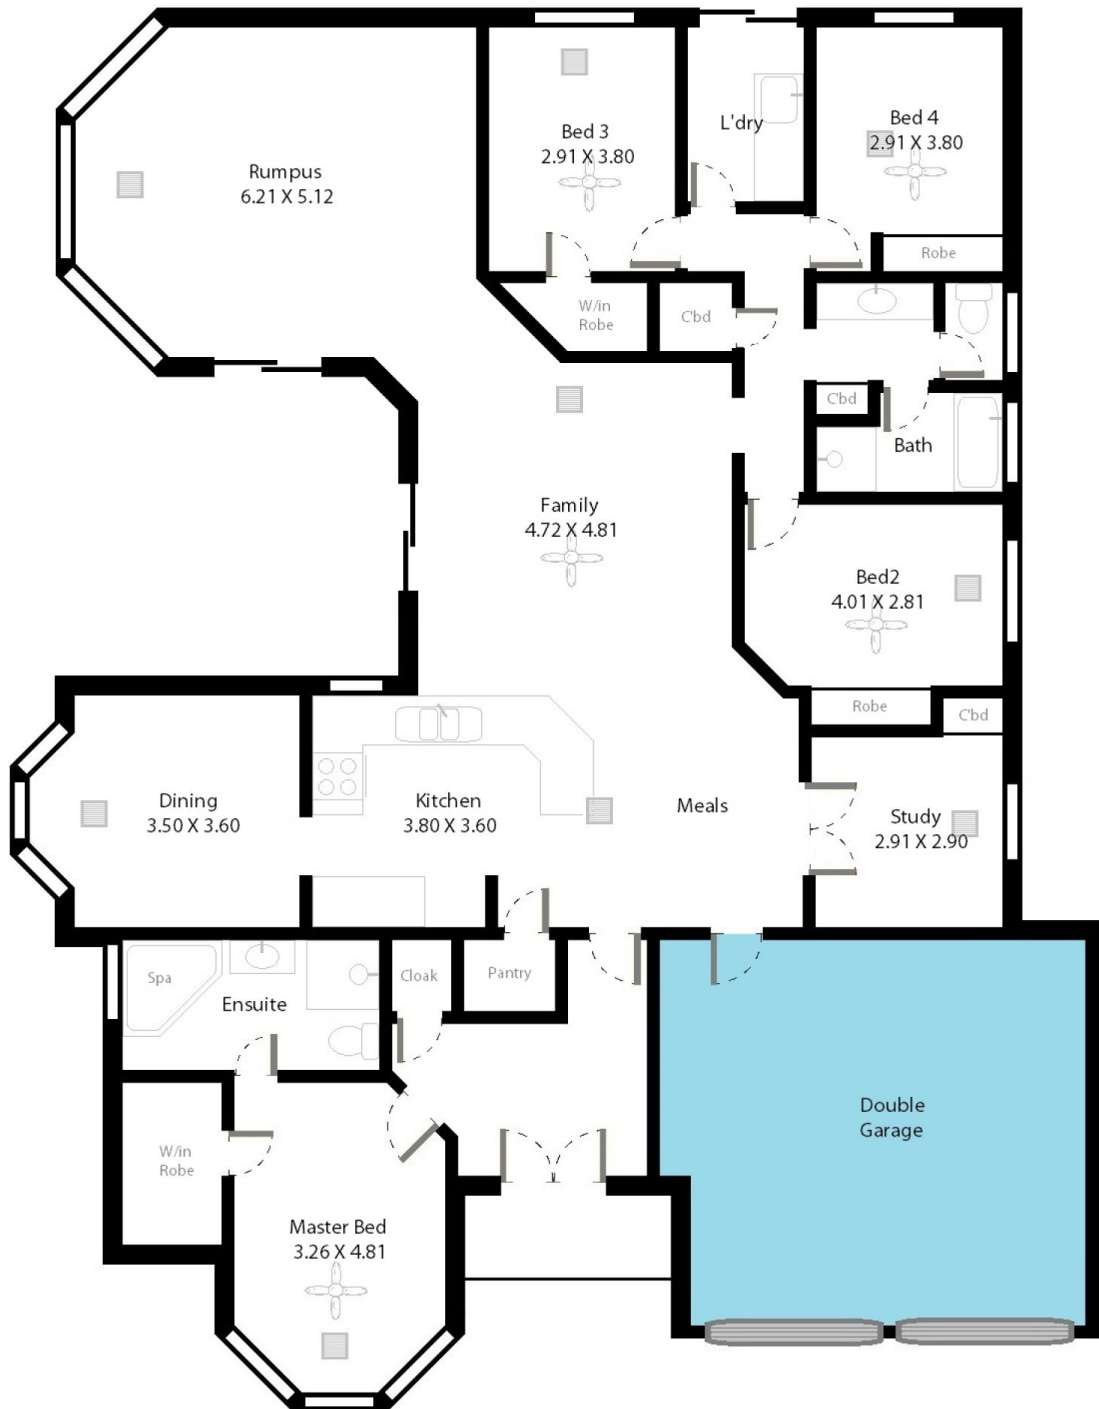 Rumpus
6.21 X 5.12
Bed 3
2.91 X 3.80
L'dry
Bed 4
2.91 X 3.80
Robe
W/in
Robe
C'bd
C'bd
Bath
Family
4.72 X 4.81
Bed2
4.01 X 2.81
Robe
C'bd
Dining
3.50 X 3.60
Kitchen
3.80 X 3.60
Meals
Study
2.91 X 2.90
Spa
Ensuite
Cloak
Pantry
Double
Garage
W/in
Robe
Master Bed
3.26 X 4.81